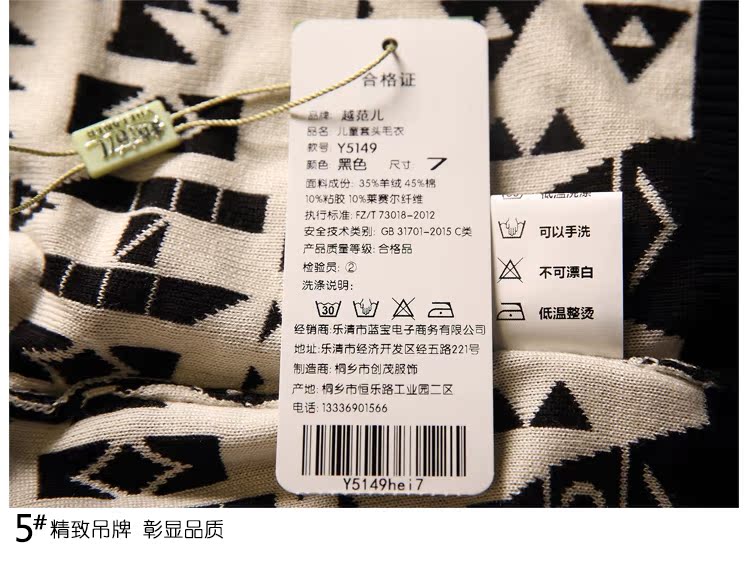 合格证
品牌: 越范儿
品名: 儿童套头毛衣
款号: Y5149
颜色: 黑色 尺寸: 7
面料成份: 35%羊绒 45%棉
10%粘胶 10%莱赛尔纤维
执行标准: FZ/T 73018-2012
安全技术类别: GB 31701-2015 C类
产品质量等级: 合格品
检验员: ②
洗涤说明:
30
经销商: 乐清市蓝宝电子商务有限公司
地址: 乐清市经济开发区经五路221号
制造商: 桐乡市创茂服饰
产地: 桐乡市恒乐路工业园二区
电话: 13336901566
Y5149hei7
低温洗涤
可以手洗
不可漂白
低温整烫
5# 精致吊牌 彰显品质